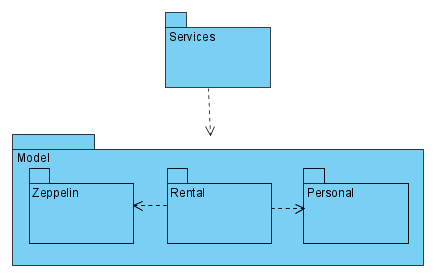 Services
Model
Zeppelin
Rental
Personal